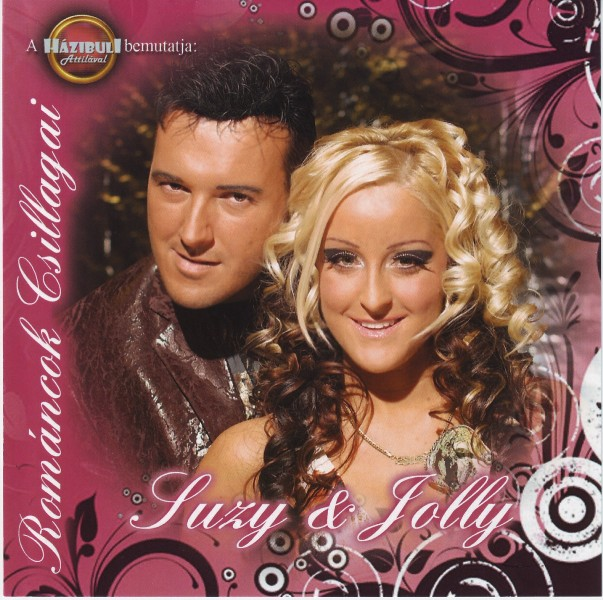 A HÁZIBULI Attilával bemutatja:
Románcok Csillagai
Suzy & Jolly